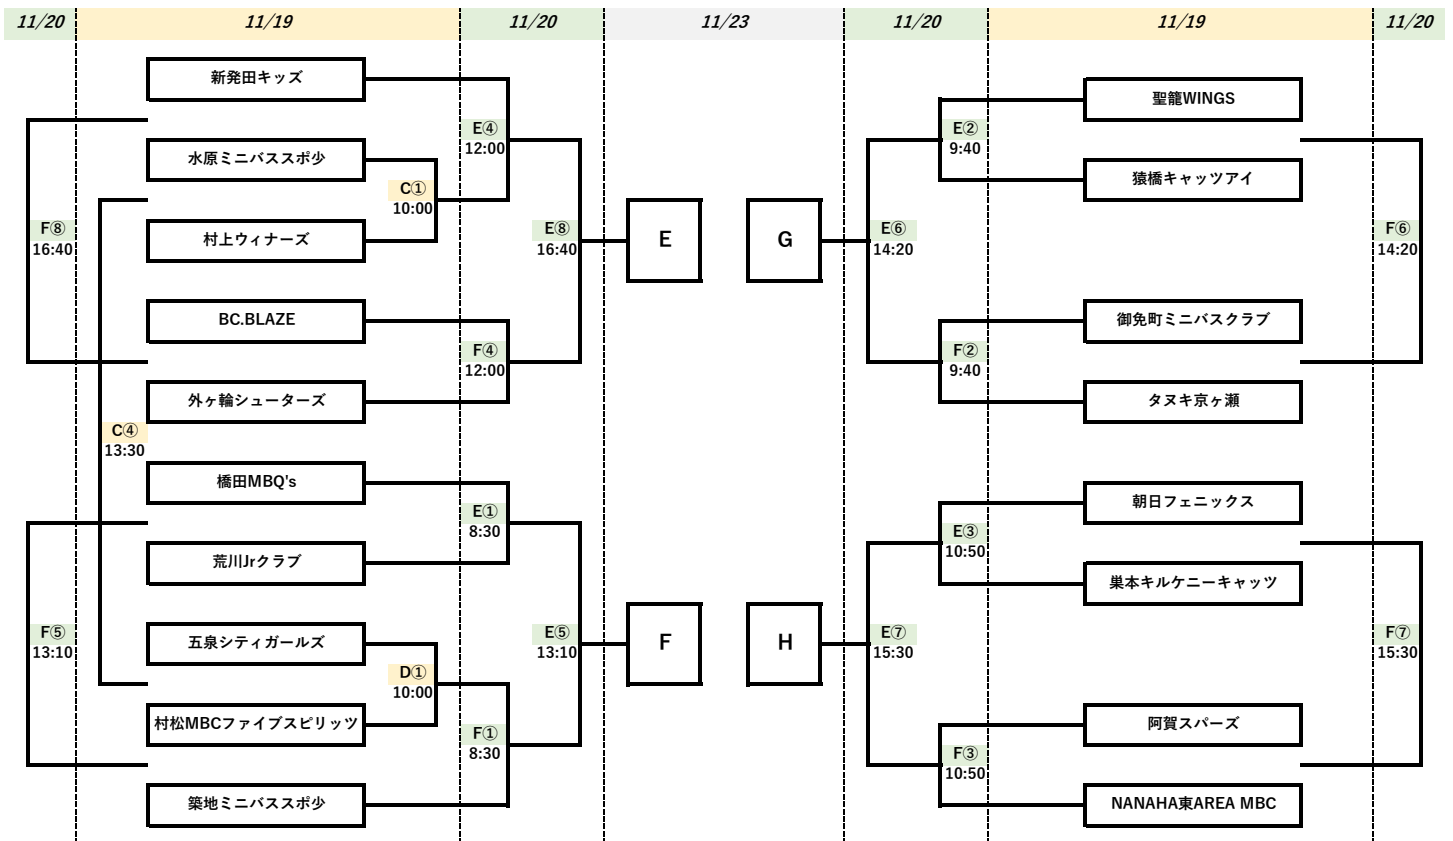 11/20 11/19 11/20 11/23 11/20 11/19 11/20
新発田キッズ
聖籠WINGS
E④ E②
12:00 9:40
水原ミニバススポ少
猿橋キャッツアイ
C①
10:00
F⑧ E⑧ E⑥ F⑥
村上ウィナーズ E G
16:40 16:40 14:20 14:20
BC.BLAZE 御免町ミニバスクラブ
F④ F②
12:00 9:40
外ヶ輪シューターズ タヌキ京ヶ瀬
C④
13:30
橋田MBQ's
朝日フェニックス
E①
8:30 E③
10:50
荒川Jrクラブ
巣本キルケニーキャッツ
F⑤ E⑤ E⑦ F⑦
五泉シティガールズ F H
13:10 13:10 15:30 15:30
D①
10:00
村松MBCファイブスピリッツ 阿賀スパーズ
F①
8:30 F③
10:50
築地ミニバススポ少 NANAHA東AREA MBC